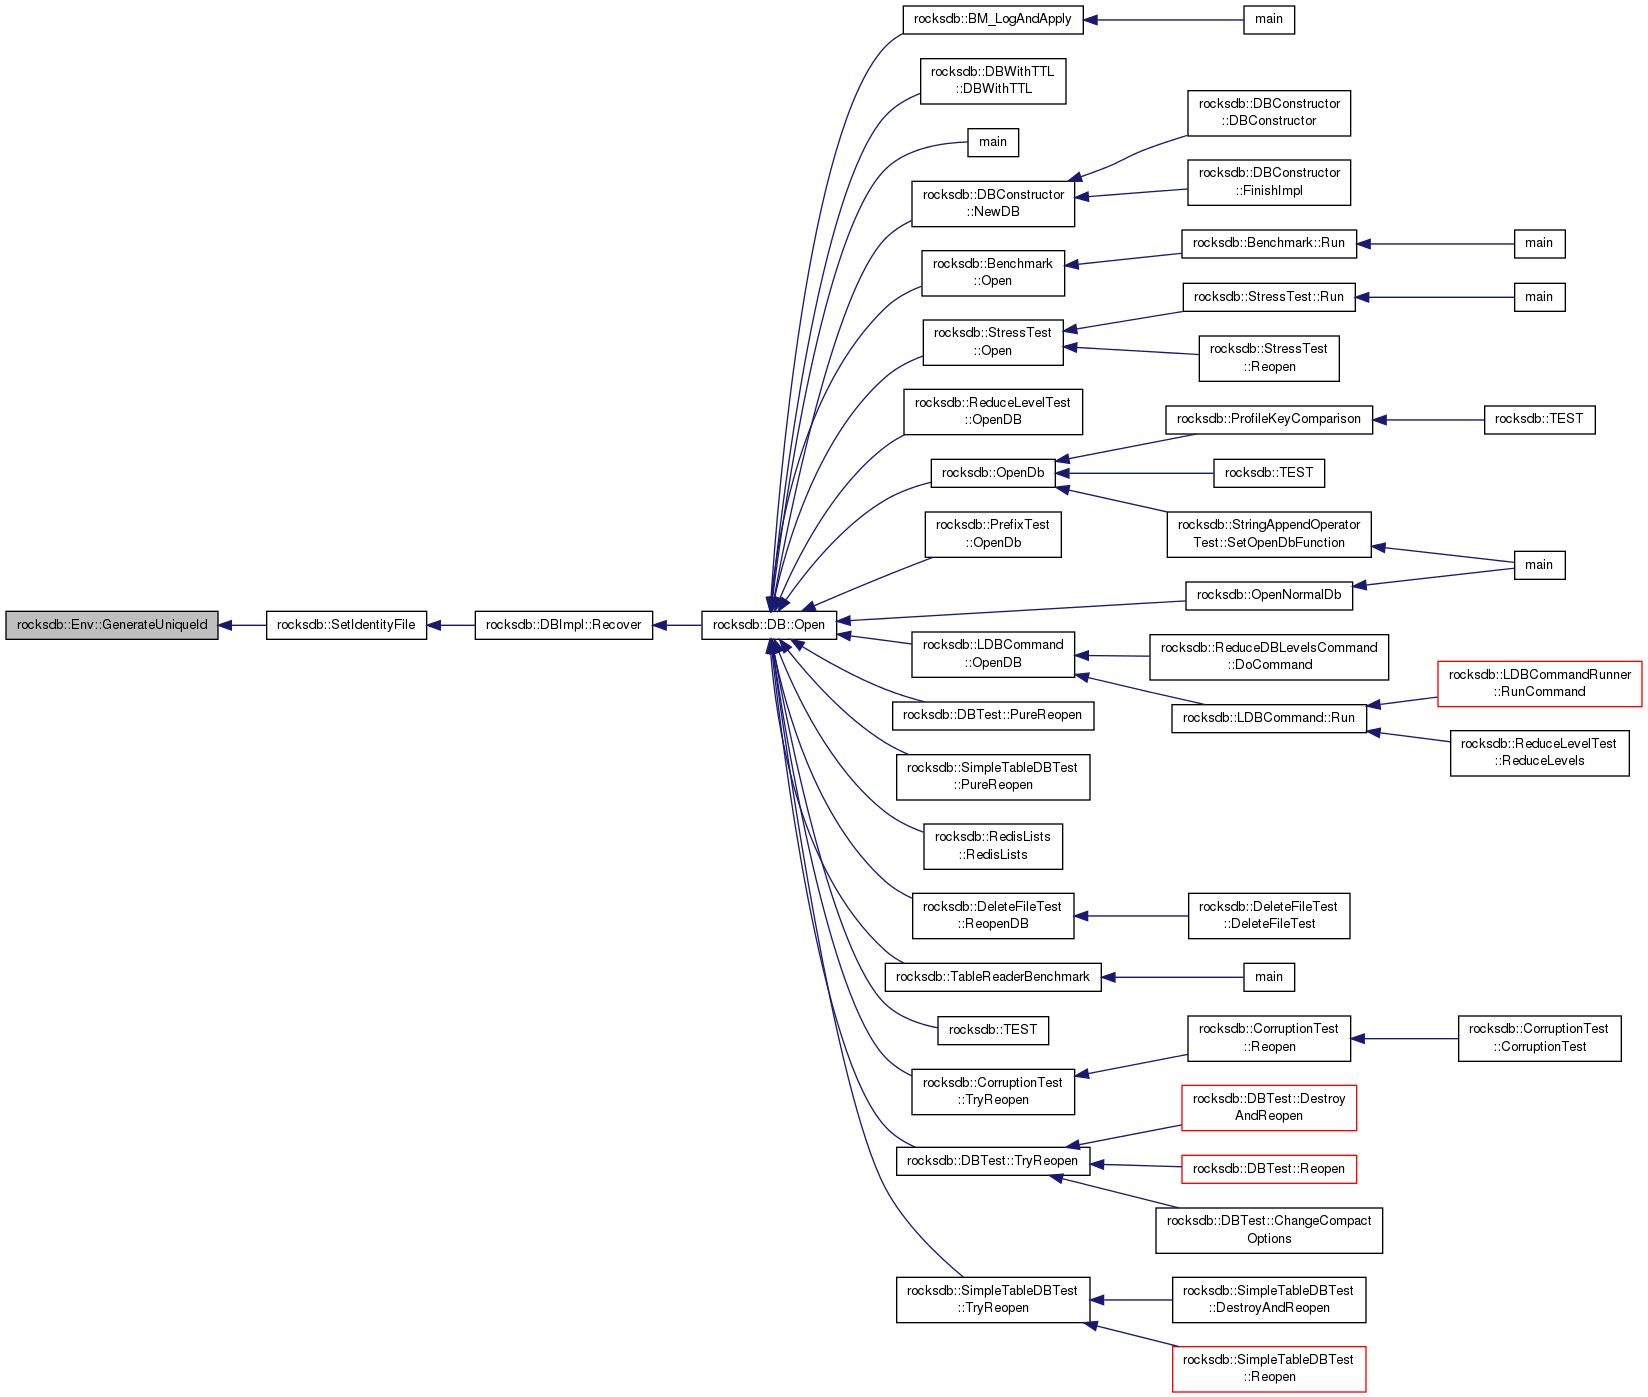 rocksdb::Env::GenerateUniqueId
rocksdb::SetIdentityFile
rocksdb::DBImpl::Recover
rocksdb::DB::Open
rocksdb::BM_LogAndApply
main
rocksdb::DBWithTTL
::DBWithTTL
main
rocksdb::DBConstructor
::NewDB
rocksdb::DBConstructor
::DBConstructor
rocksdb::DBConstructor
::FinishImpl
rocksdb::Benchmark
::Open
rocksdb::Benchmark::Run
main
rocksdb::StressTest
::Open
rocksdb::StressTest::Run
main
rocksdb::StressTest
::Reopen
rocksdb::ReduceLevelTest
::OpenDB
rocksdb::OpenDb
rocksdb::ProfileKeyComparison
rocksdb::TEST
rocksdb::TEST
rocksdb::StringAppendOperator
Test::SetOpenDbFunction
main
rocksdb::PrefixTest
::OpenDb
rocksdb::OpenNormalDb
rocksdb::LDBCommand
::OpenDB
rocksdb::ReduceDBLevelsCommand
::DoCommand
rocksdb::LDBCommand::Run
rocksdb::LDBCommandRunner
::RunCommand
rocksdb::ReduceLevelTest
::ReduceLevels
rocksdb::DBTest::PureReopen
rocksdb::SimpleTableDBTest
::PureReopen
rocksdb::RedisLists
::RedisLists
rocksdb::DeleteFileTest
::ReopenDB
rocksdb::DeleteFileTest
::DeleteFileTest
rocksdb::TableReaderBenchmark
main
rocksdb::TEST
rocksdb::CorruptionTest
::TryReopen
rocksdb::CorruptionTest
::Reopen
rocksdb::CorruptionTest
::CorruptionTest
rocksdb::DBTest::TryReopen
rocksdb::DBTest::Destroy
AndReopen
rocksdb::DBTest::Reopen
rocksdb::DBTest::ChangeCompact
Options
rocksdb::SimpleTableDBTest
::TryReopen
rocksdb::SimpleTableDBTest
::DestroyAndReopen
rocksdb::SimpleTableDBTest
::Reopen